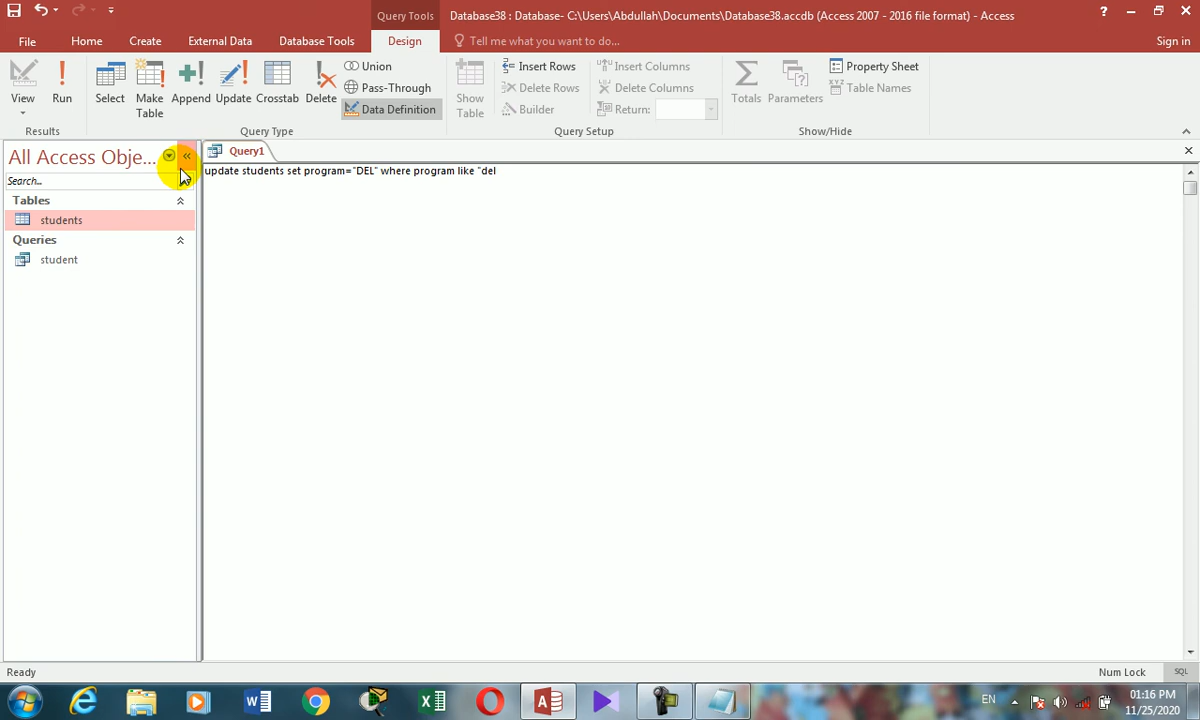 Query Tools
Database38 : Database- C:\Users\Abdullah\Documents\Database38.accdb (Access 2007 - 2016 file format) - Access
?
File
Home
Create
External Data
Database Tools
Design
Tell me what you want to do...
Sign in
View
Run
Select
Make
Table
Append
Update
Crosstab
Delete
Union
Pass-Through
Data Definition
Show
Table
Insert Rows
Delete Rows
Builder
Insert Columns
Delete Columns
Return:
Totals
Parameters
Property Sheet
Table Names
Results
Query Type
Query Setup
Show/Hide
All Access Obje...
Search...
Tables
students
Queries
student
Query1
update students set program="DEL" where program like "del
Ready
Num Lock
SQL
EN
01:16 PM
11/25/2020